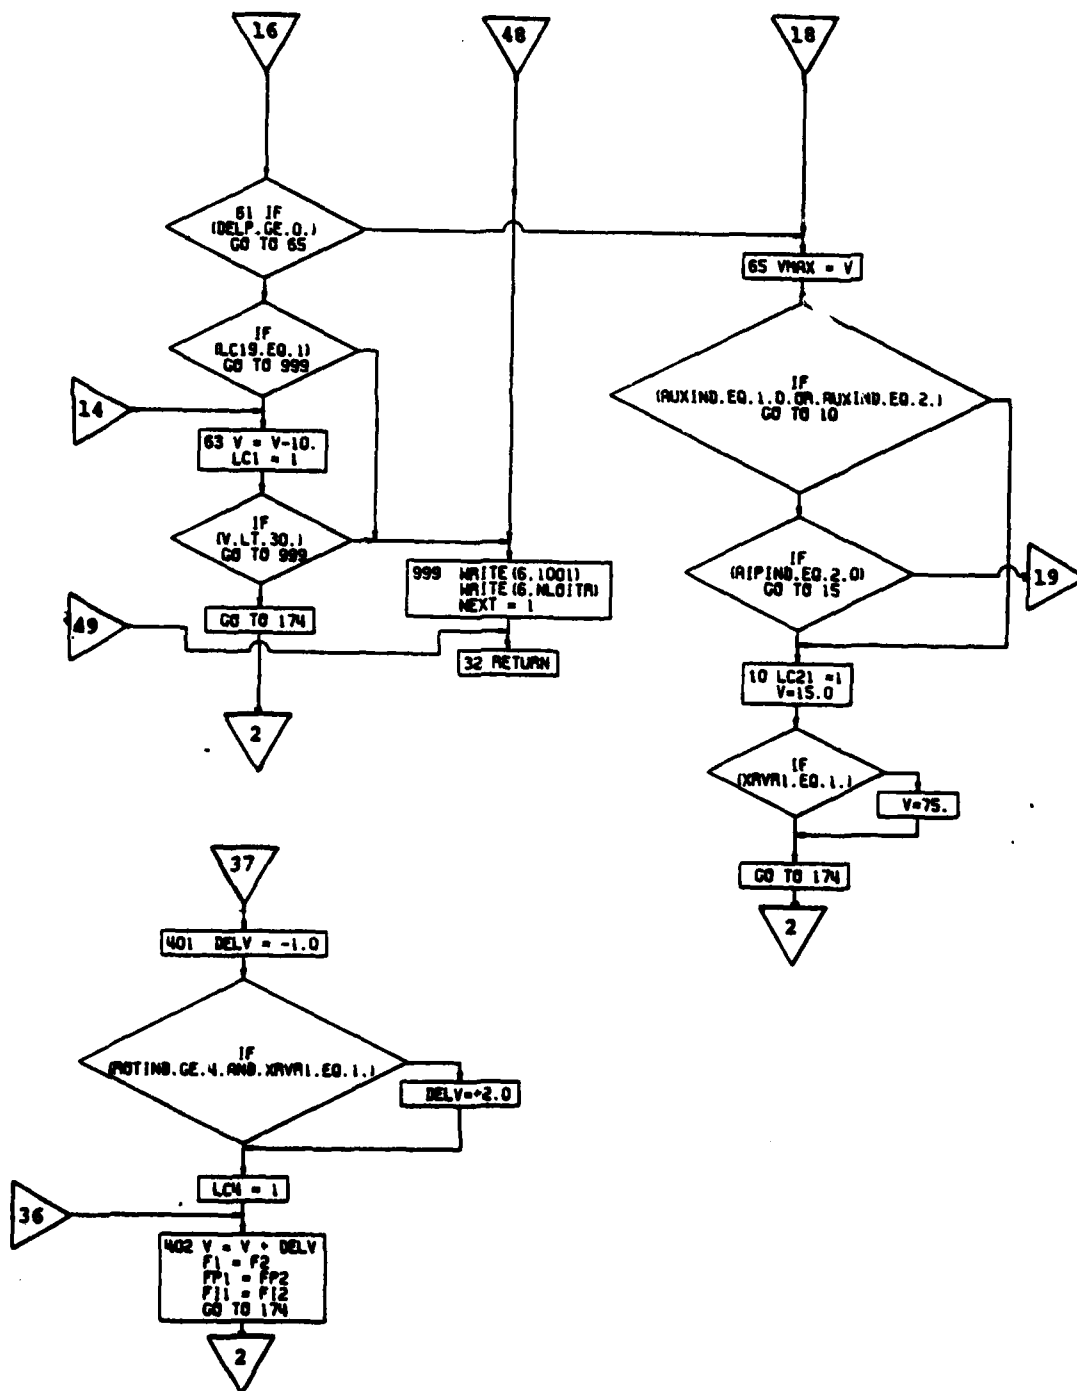 16
48
18
61 IF
(DELP.GE.0.)
GO TO 65
65 VMAX = V
IF
(LC19.EQ.1)
GO TO 999
14
IF
(AUXIND.EQ.1.0.OR.AUXIND.EQ.2.)
GO TO 10
63 V = V-10.
LC1 = 1
IF
(V.LT.30.)
GO TO 999
IF
(AIPIND.EQ.2.0)
GO TO 15
19
999 WRITE(6,1001)
WRITE(6,NLDITR)
NEXT = 1
49
GO TO 174
32 RETURN
10 LC21 =1
V=15.0
2
IF
(XRVR1.EQ.1.)
V=75.
GO TO 174
2
37
401 DELV = -1.0
IF
(ROTIND.GE.4.AND.XRVR1.EQ.1.)
DELV=+2.0
LC4 = 1
36
402 V = V + DELV
F1 = F2
FP1 = FP2
FI1 = FI2
GO TO 174
2